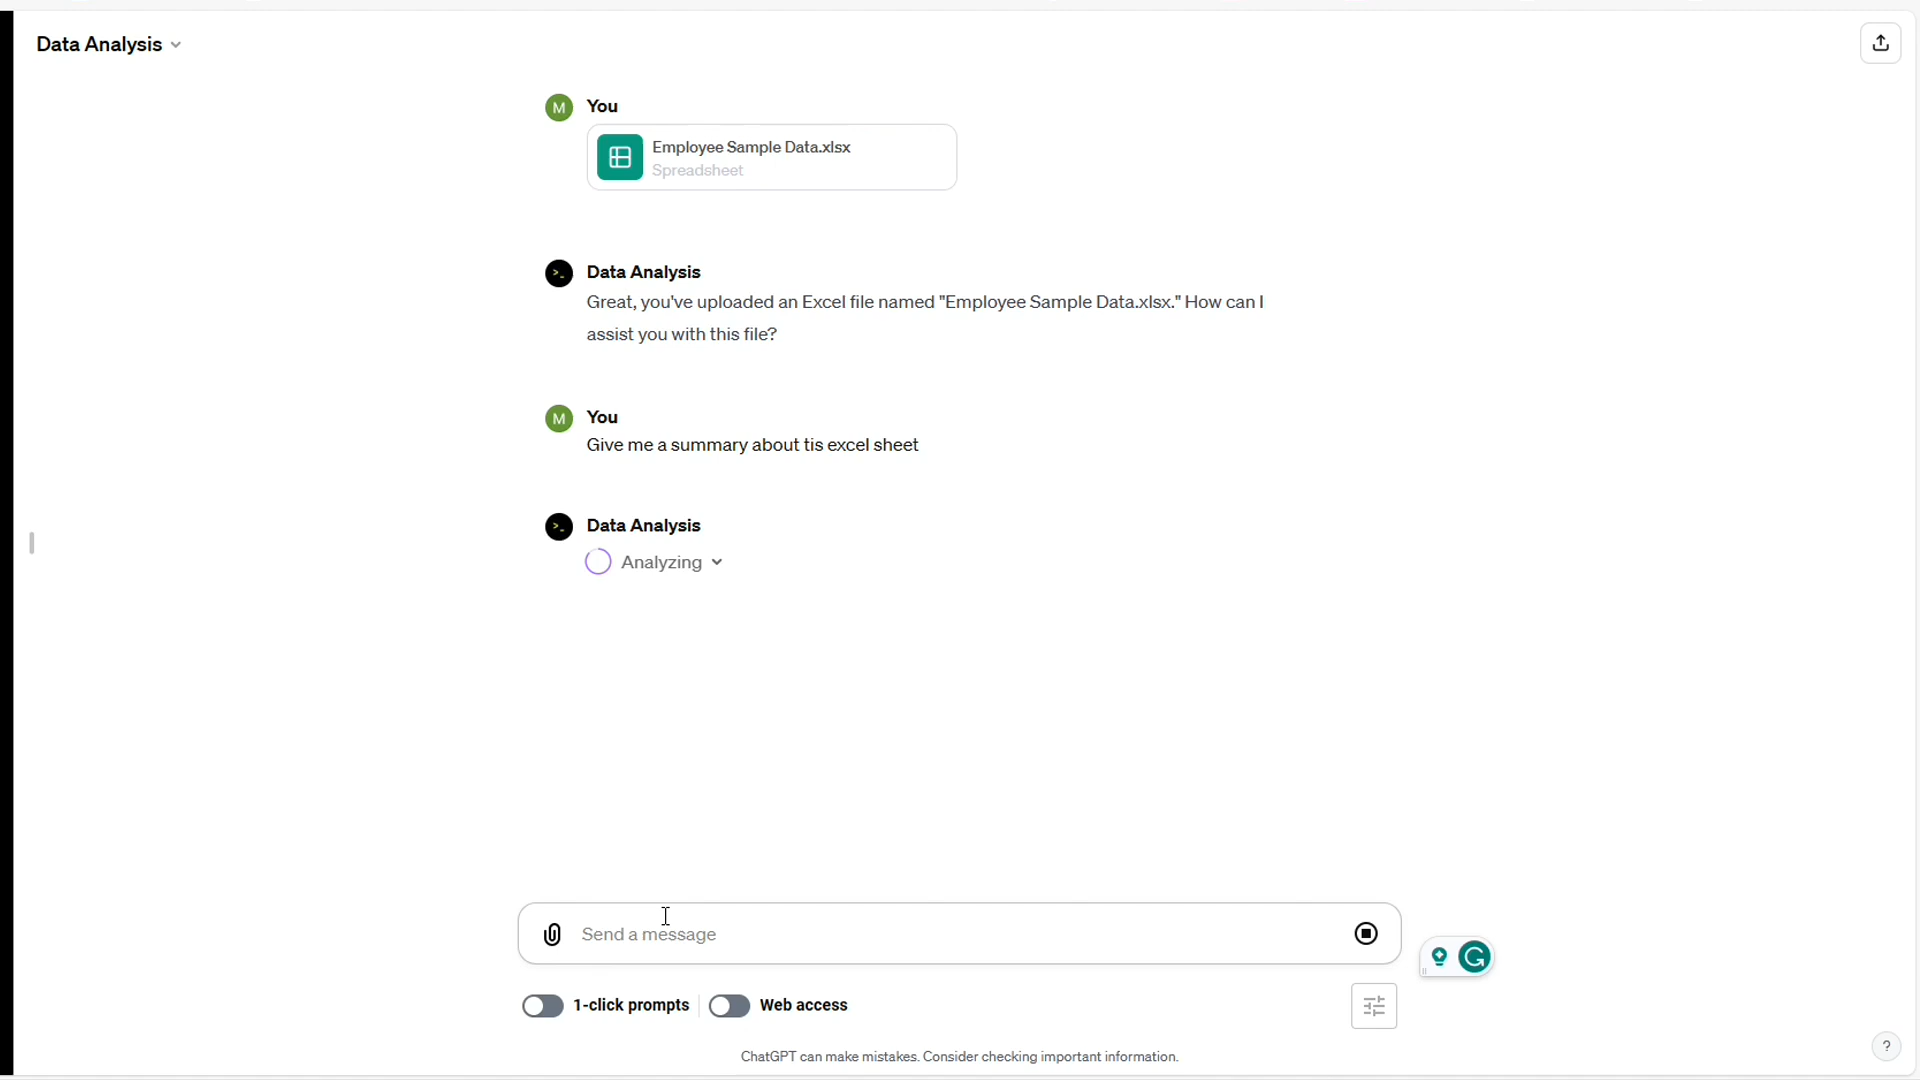 Data Analysis
M You
Employee Sample Data.xlsx
Spreadsheet
>_ Data Analysis
Great, you've uploaded an Excel file named "Employee Sample Data.xlsx." How can I
assist you with this file?
M You
Give me a summary about tis excel sheet
>_ Data Analysis
Analyzing
Send a message
1-click prompts Web access
ChatGPT can make mistakes. Consider checking important information.
?